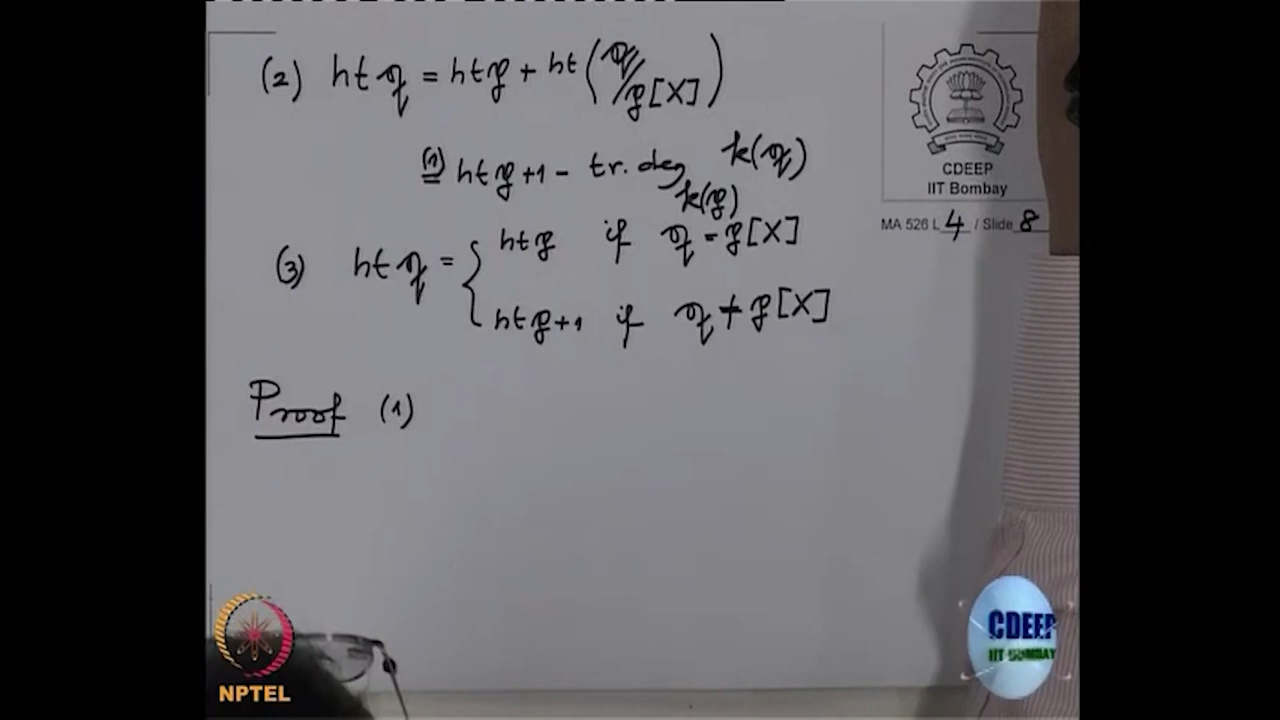 (2) ht 𝔮 = ht 𝔭 + ht (𝔮/𝔭[X])
(1)= ht 𝔭 + 1 - tr. deg k(𝔭) k(𝔮)
(3) ht 𝔮 = { ht 𝔭 if 𝔮 = 𝔭[X]
ht 𝔭 + 1 if 𝔮 ≠ 𝔭[X]
Proof (1)
CDEEP
IIT Bombay
MA 526 L 4 / Slide 8
NPTEL
CDEEP
IIT BOMBAY